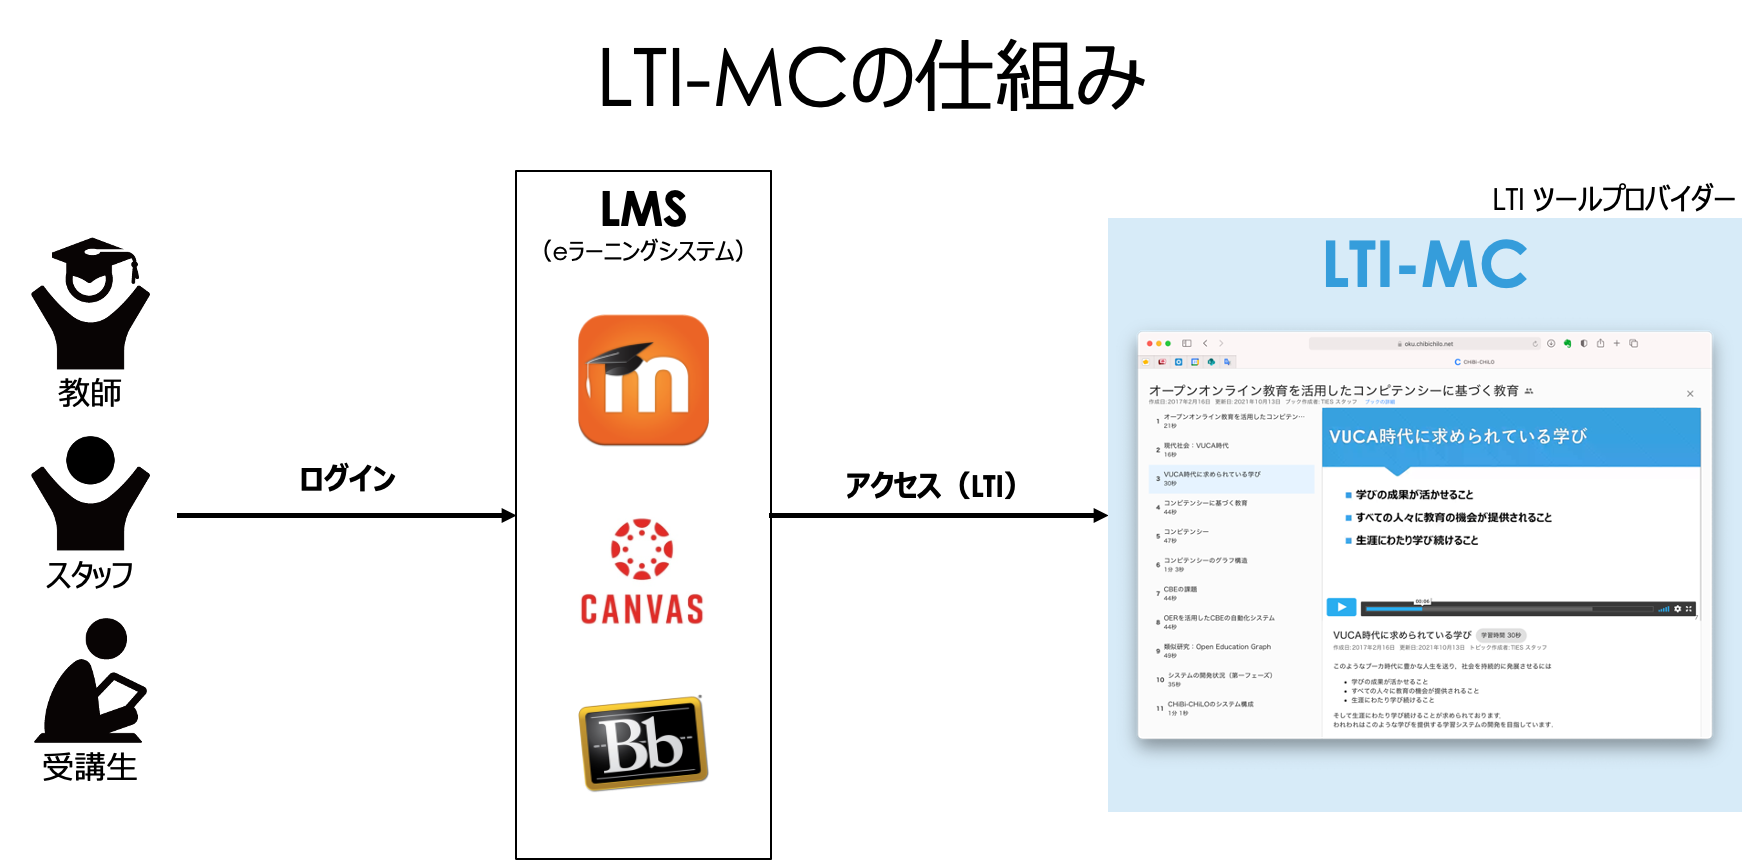 LTI-MCの仕組み
教師
スタッフ
受講生
ログイン
LMS
（eラーニングシステム）
m
CANVAS
Bb
アクセス（LTI）
LTI ツールプロバイダー
LTI-MC
oku.chibichilo.net
CHiBi-CHiLO
オープンオンライン教育を活用したコンピテンシーに基づく教育
作成日:2017年2月16日 更新日:2021年10月13日 ブック作成者:TIES スタッフ ブックの詳細
1 オープンオンライン教育を活用したコンピテン…
21秒
2 現代社会：VUCA時代
16秒
3 VUCA時代に求められている学び
30秒
4 コンピテンシーに基づく教育
44秒
5 コンピテンシー
47秒
6 コンピテンシーのグラフ構造
1分 3秒
7 CBEの課題
44秒
8 OERを活用したCBEの自動化システム
44秒
9 類似研究：Open Education Graph
49秒
10 システムの開発状況（第一フェーズ）
35秒
11 CHiBi-CHiLOのシステム構成
1分 1秒
VUCA時代に求められている学び
■ 学びの成果が活かせること
■ すべての人々に教育の機会が提供されること
■ 生涯にわたり学び続けること
00:06
VUCA時代に求められている学び 学習時間 30秒
作成日:2017年2月16日 更新日:2021年10月13日 トピック作成者:TIES スタッフ
このようなブーカ時代に豊かな人生を送り，社会を持続的に発展させるには
• 学びの成果が活かせること
• すべての人々に教育の機会が提供されること
• 生涯にわたり学び続けること
そして生涯にわたり学び続けることが求められております．
われわれはこのような学びを提供する学習システムの開発を目指しています．